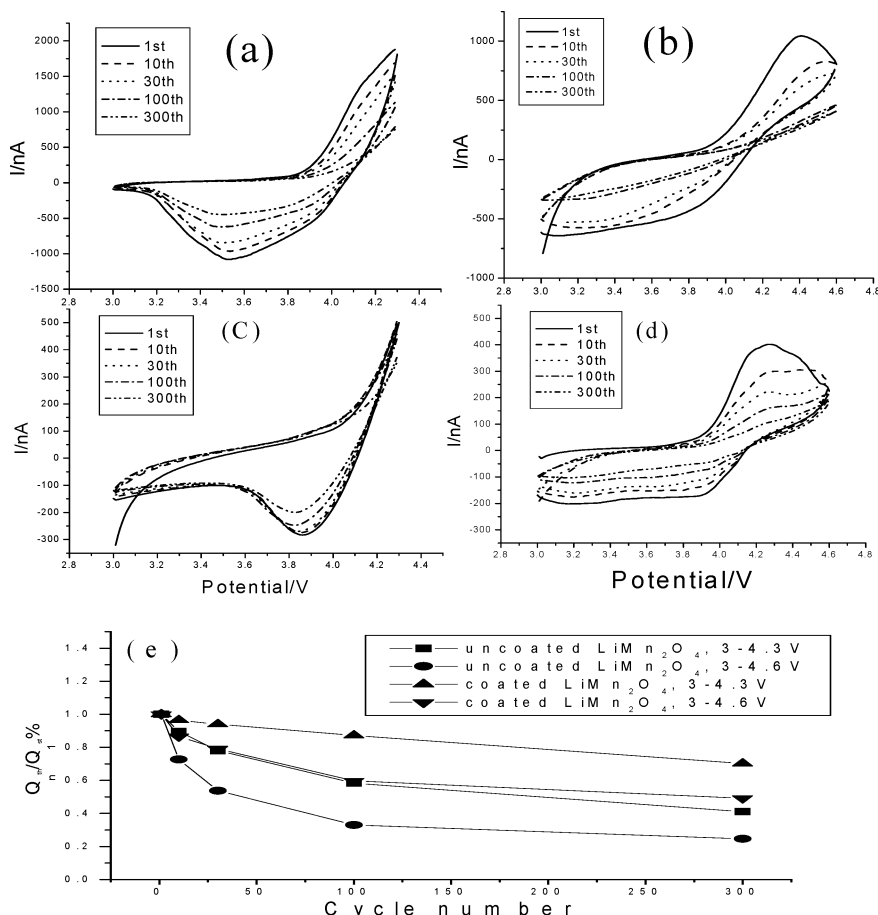 (a)
1st
10th
30th
100th
300th
I/nA
2000
1500
1000
500
0
-500
-1000
-1500
2.8 3.0 3.2 3.4 3.6 3.8 4.0 4.2 4.4 4.6
(b)
1st
10th
30th
100th
300th
I/nA
1000
500
0
-500
-1000
2.8 3.0 3.2 3.4 3.6 3.8 4.0 4.2 4.4 4.6 4.8
(C)
1st
10th
30th
100th
300th
I/nA
500
400
300
200
100
0
-100
-200
-300
2.8 3.0 3.2 3.4 3.6 3.8 4.0 4.2 4.4
Potential/V
(d)
1st
10th
30th
100th
300th
I/nA
500
400
300
200
100
0
-100
-200
-300
2.8 3.0 3.2 3.4 3.6 3.8 4.0 4.2 4.4 4.6 4.8
Potential/V
(e)
uncoated LiMn2O4, 3-4.3V
uncoated LiMn2O4, 3-4.6V
coated LiMn2O4, 3-4.3V
coated LiMn2O4, 3-4.6V
Qnth/Q1st%
1.4
1.2
1.0
0.8
0.6
0.4
0.2
0.0
0 50 100 150 200 250 300
Cycle number